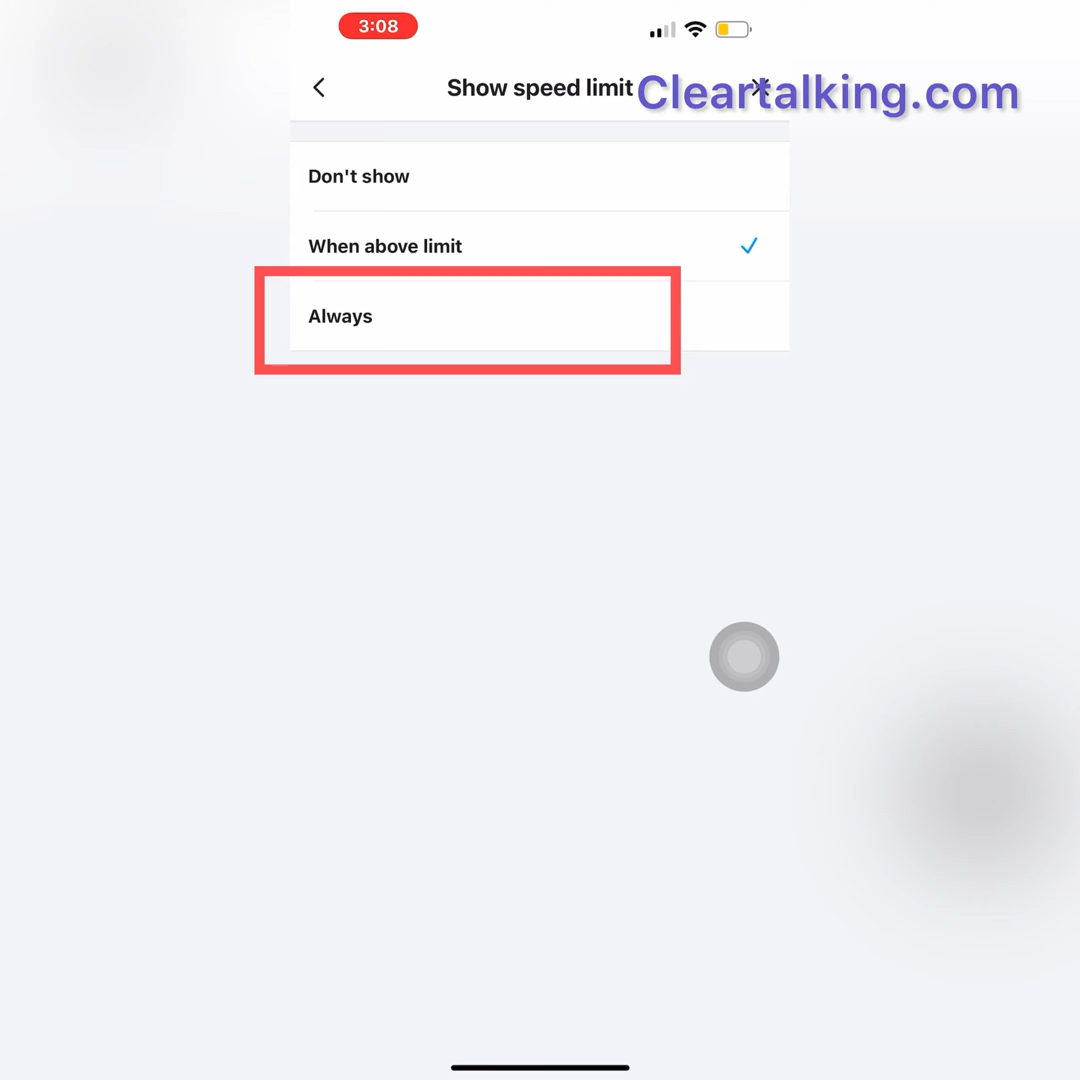 3:08
Show speed limit
Cleartalking.com
Don't show
When above limit
Always